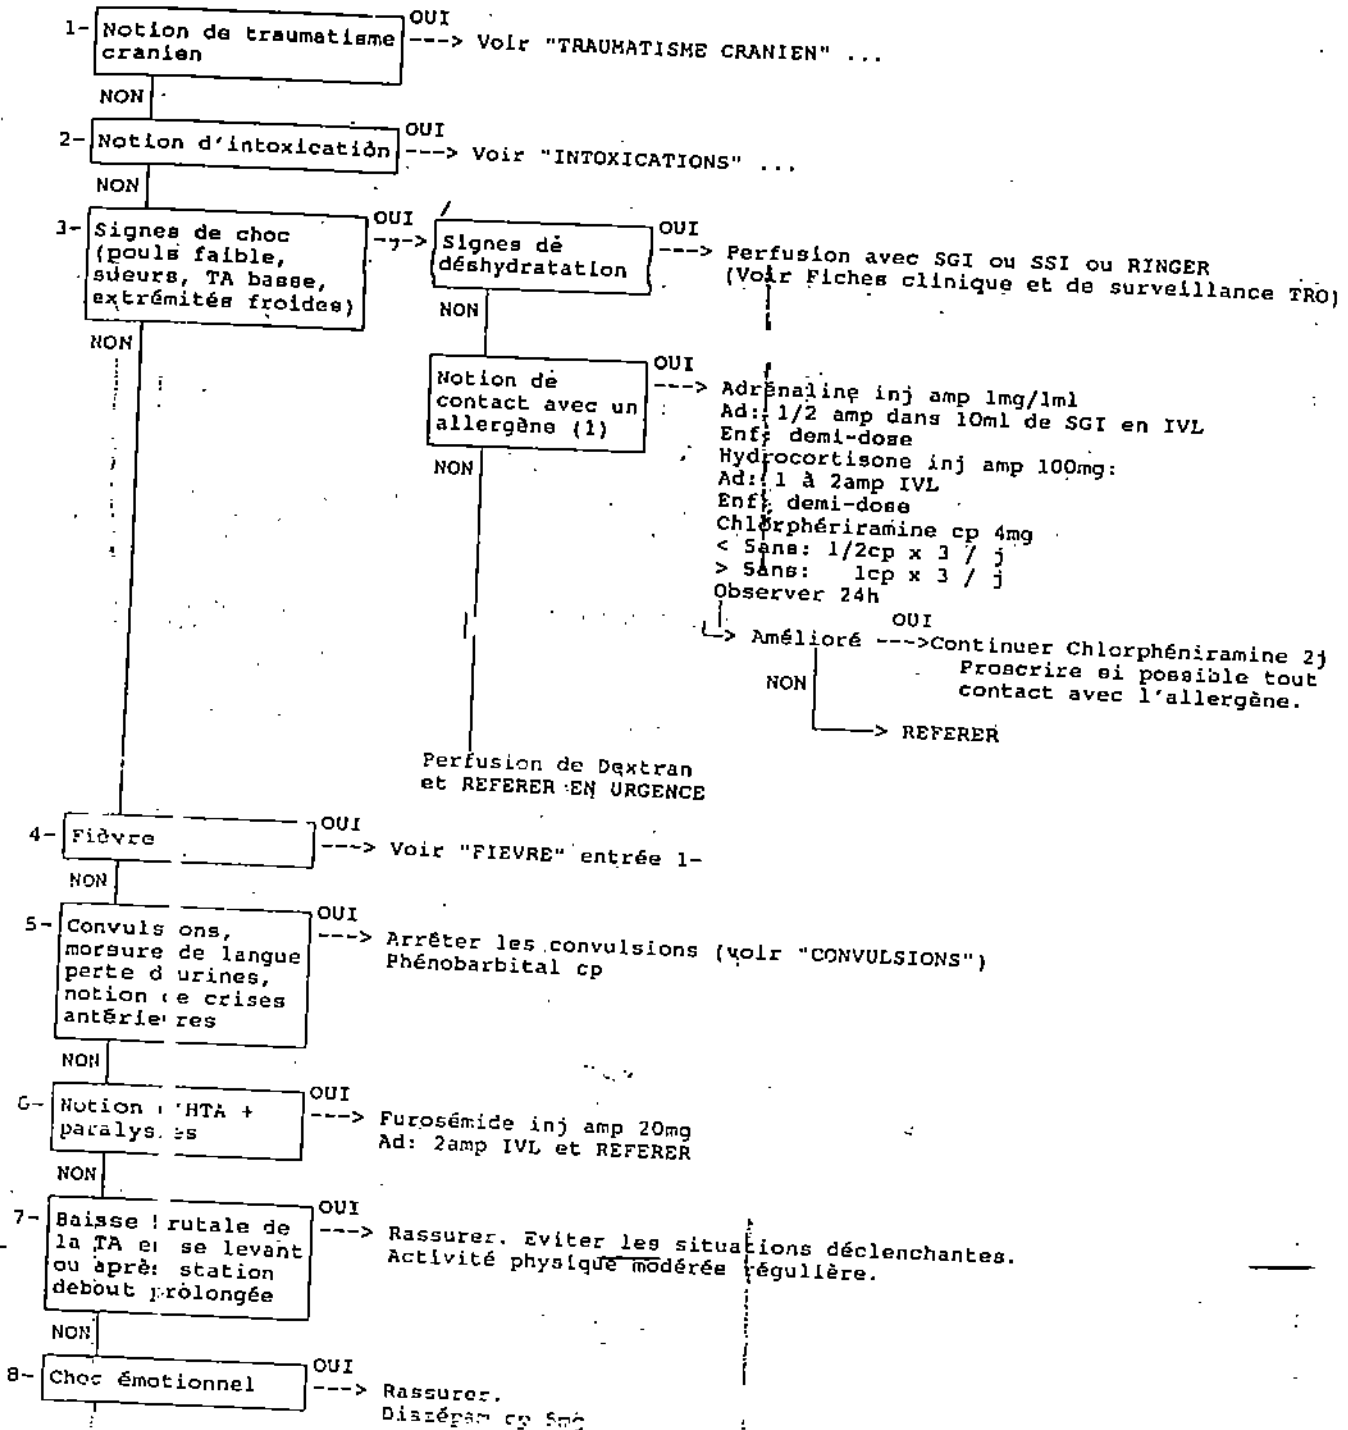 OUI
1- Notion de traumatisme ---> Voir "TRAUMATISME CRANIEN" ...
cranien
NON
OUI
2- Notion d'intoxication ---> Voir "INTOXICATIONS" ...
NON
3- Signes de choc OUI
(pouls faible, ---> Signes de OUI
sueurs, TA basse, déshydratation ---> Perfusion avec SGI ou SSI ou RINGER
extrémités froides) (Voir Fiches clinique et de surveillance TRO)
NON
NON
OUI
Notion de ---> Adrénaline inj amp 1mg/1ml
contact avec un Ad: 1/2 amp dans 10ml de SGI en IVL
allergène (1) Enf: demi-dose
NON Hydrocortisone inj amp 100mg:
Ad: 1 à 2amp IVL
Enf: demi-dose
Chlorphériramine cp 4mg
< 5ans: 1/2cp x 3 / j
> 5ans: 1cp x 3 / j
Observer 24h
OUI
---> Amélioré --->Continuer Chlorphéniramine 2j
Proscrire si possible tout
NON contact avec l'allergène.
---> REFERER
Perfusion de Dextran
et REFERER EN URGENCE
OUI
4- Fièvre ---> Voir "FIEVRE" entrée 1-
NON
OUI
5- Convuls ons, ---> Arrêter les convulsions (voir "CONVULSIONS")
morsure de langue Phénobarbital cp
perte d urines,
notion de crises
antérieures
NON
OUI
6- Notion d'HTA + ---> Furosémide inj amp 20mg
paralysies Ad: 2amp IVL et REFERER
NON
OUI
7- Baisse brutale de ---> Rassurer. Eviter les situations déclenchantes.
la TA en se levant Activité physique modérée régulière.
ou après station
debout prolongée
NON
OUI
8- Choc émotionnel ---> Rassurer.
Diazépam cp 5mg